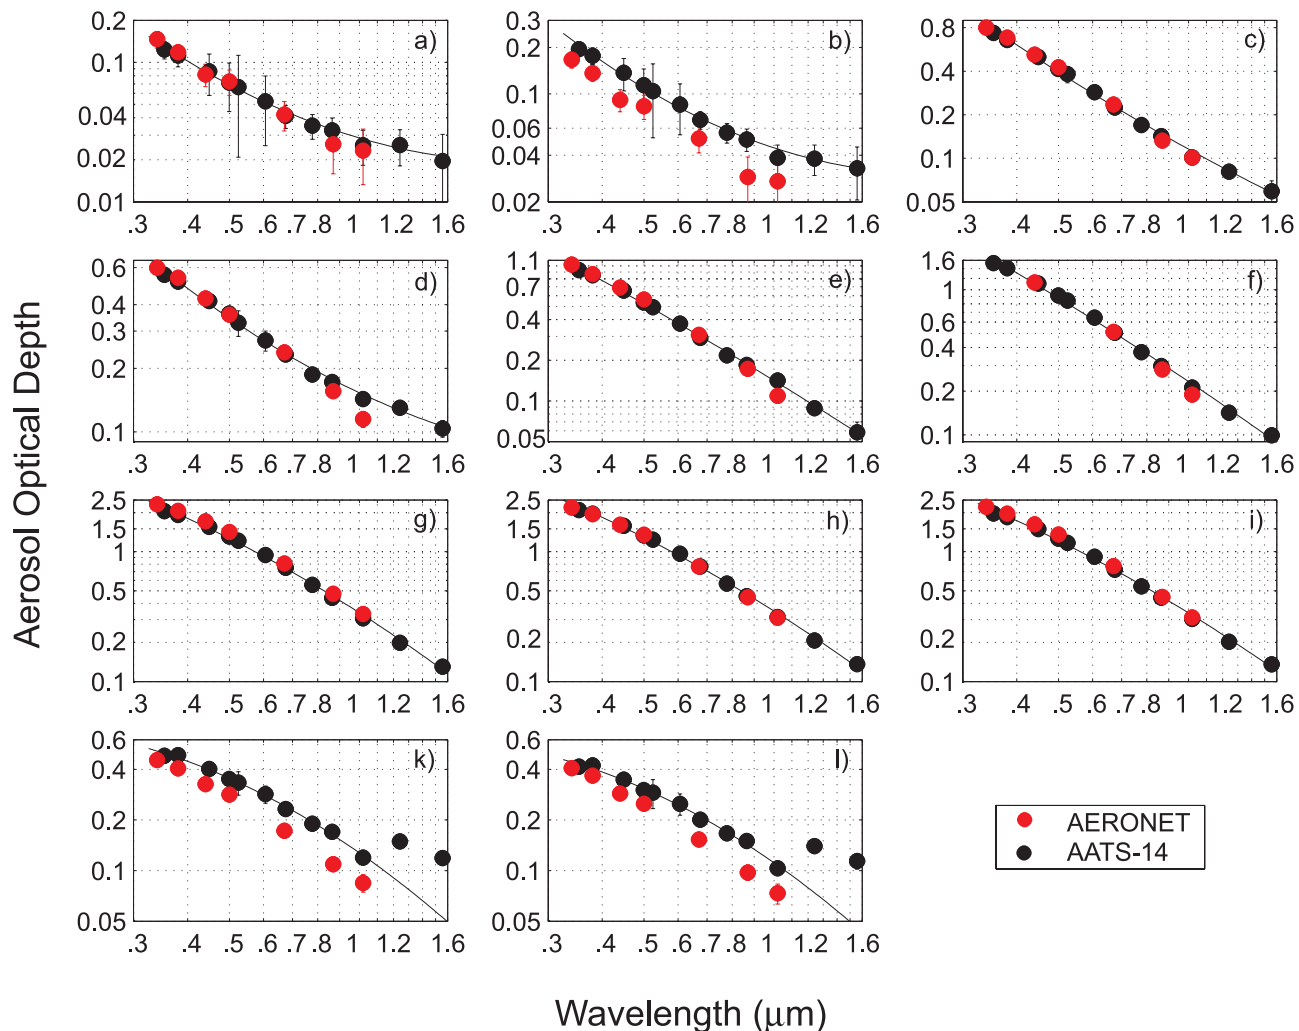 Aerosol Optical Depth
0.2
0.1
0.04
0.02
0.01
a)
.3 .4 .5 .6 .7 .8 1 1.2 1.6
0.3
0.2
0.1
0.06
0.04
0.02
b)
.3 .4 .5 .6 .7 .8 1 1.2 1.6
0.8
0.4
0.2
0.1
0.05
c)
.3 .4 .5 .6 .7 .8 1 1.2 1.6
0.6
0.4
0.3
0.2
0.1
d)
.3 .4 .5 .6 .7 .8 1 1.2 1.6
1.1
0.7
0.4
0.2
0.1
0.05
e)
.3 .4 .5 .6 .7 .8 1 1.2 1.6
1.6
1
0.6
0.4
0.2
0.1
f)
.3 .4 .5 .6 .7 .8 1 1.2 1.6
2.5
1.5
1
0.5
0.2
0.1
g)
.3 .4 .5 .6 .7 .8 1 1.2 1.6
2.5
1.5
1
0.5
0.2
0.1
h)
.3 .4 .5 .6 .7 .8 1 1.2 1.6
2.5
1.5
1
0.5
0.2
0.1
i)
.3 .4 .5 .6 .7 .8 1 1.2 1.6
0.6
0.4
0.2
0.1
0.05
k)
.3 .4 .5 .6 .7 .8 1 1.2 1.6
0.6
0.4
0.2
0.1
0.05
l)
.3 .4 .5 .6 .7 .8 1 1.2 1.6
AERONET
AATS-14
Wavelength (μm)